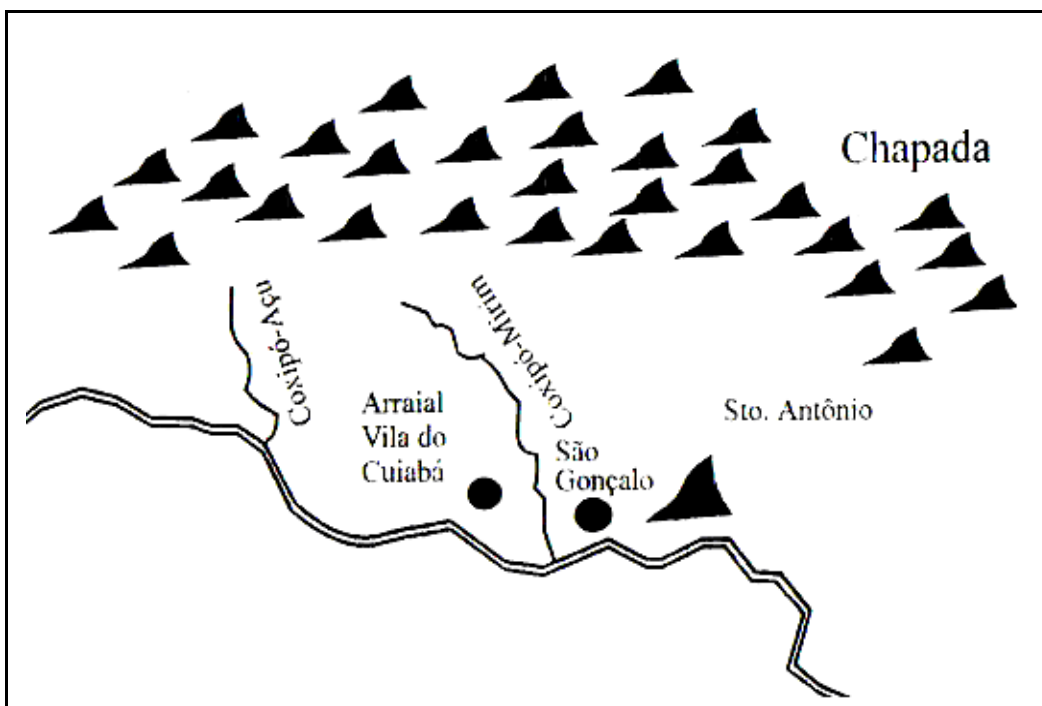 Chapada
Coxipó-Açu
Coxipó-Mirim
Arraial
Vila do
Cuiabá
São
Gonçalo
Sto. Antônio